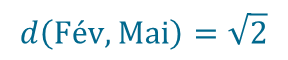 d(Fév, Mai) = √2